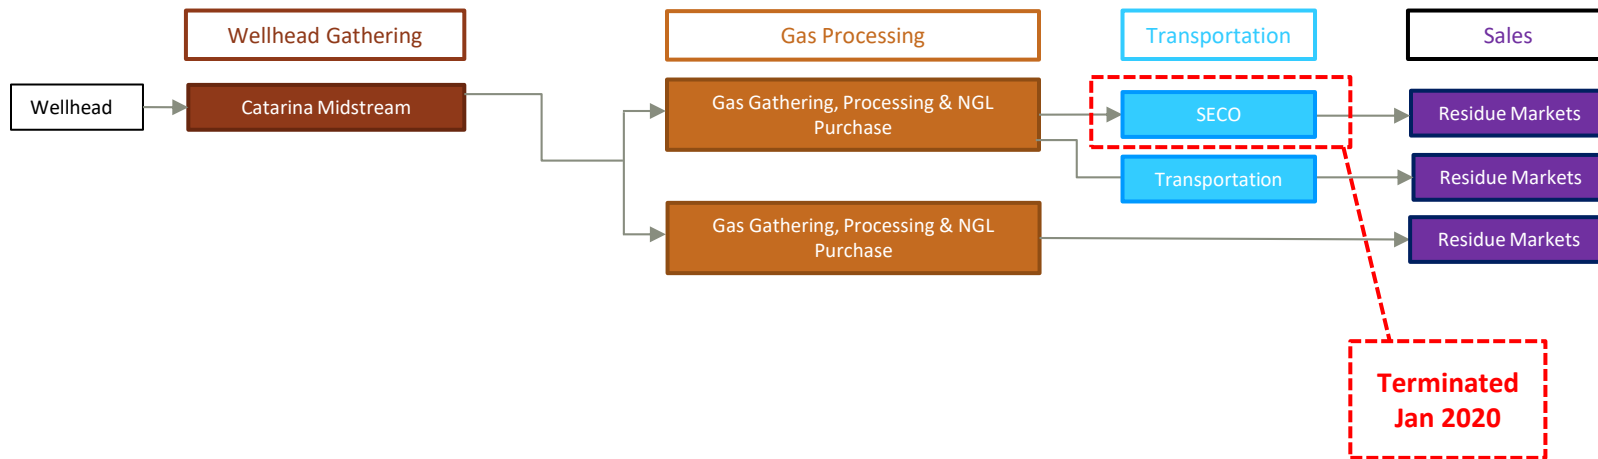 Wellhead Gathering
Gas Processing
Transportation
Sales
Wellhead
Catarina Midstream
Gas Gathering, Processing & NGL
Purchase
SECO
Residue Markets
Transportation
Residue Markets
Gas Gathering, Processing & NGL
Purchase
Residue Markets
Terminated
Jan 2020